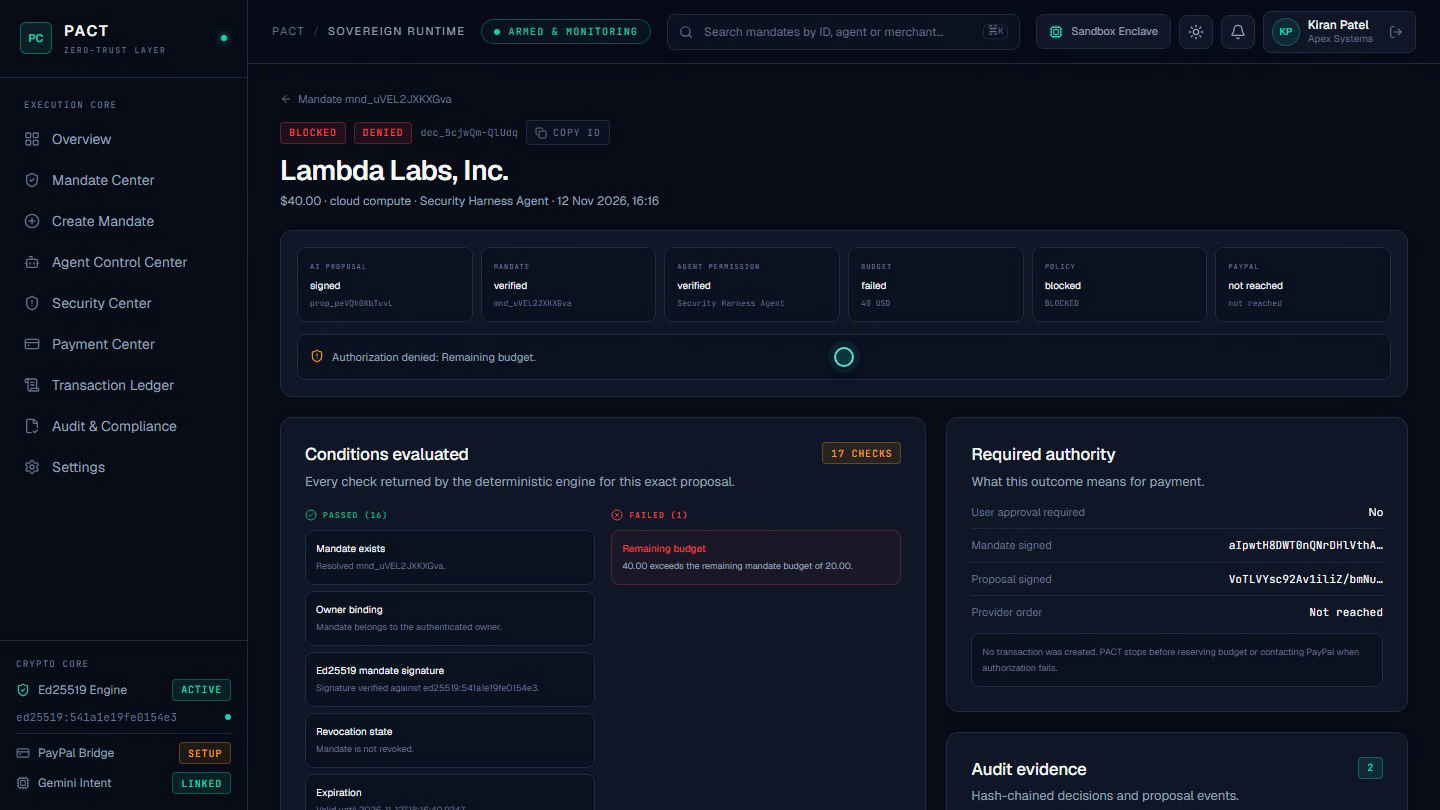 PC
PACT
ZERO-TRUST LAYER
EXECUTION CORE
Overview
Mandate Center
Create Mandate
Agent Control Center
Security Center
Payment Center
Transaction Ledger
Audit & Compliance
Settings
CRYPTO CORE
Ed25519 Engine ACTIVE
ed25519:541a1e19fe0154e3
PayPal Bridge SETUP
Gemini Intent LINKED
PACT / SOVEREIGN RUNTIME ARMED & MONITORING
Search mandates by ID, agent or merchant... ⌘K
Sandbox Enclave
KP Kiran Patel
Apex Systems
Mandate mnd_uVEL2JXKXGva
BLOCKED DENIED dec_5cjwQm-QlUdq COPY ID
Lambda Labs, Inc.
$40.00 · cloud compute · Security Harness Agent · 12 Nov 2026, 16:16
AI PROPOSAL
signed
prop_peVQhGKbTuvL
MANDATE
verified
mnd_uVEL2JXKXGva
AGENT PERMISSION
verified
Security Harness Agent
BUDGET
failed
40 USD
POLICY
blocked
BLOCKED
PAYPAL
not reached
not reached
Authorization denied: Remaining budget.
Conditions evaluated 17 CHECKS
Every check returned by the deterministic engine for this exact proposal.
PASSED (16)
Mandate exists
Resolved mnd_uVEL2JXKXGva.
Owner binding
Mandate belongs to the authenticated owner.
Ed25519 mandate signature
Signature verified against ed25519:541a1e19fe0154e3.
Revocation state
Mandate is not revoked.
Expiration
FAILED (1)
Remaining budget
40.00 exceeds the remaining mandate budget of 20.00.
Required authority
What this outcome means for payment.
User approval required No
Mandate signed aIpwtH8DWT0nQNrDHlVthA…
Proposal signed VoTLVYsc92Av1iliZ/bmNu…
Provider order Not reached
No transaction was created. PACT stops before reserving budget or contacting PayPal when
authorization fails.
Audit evidence 2
Hash-chained decisions and proposal events.